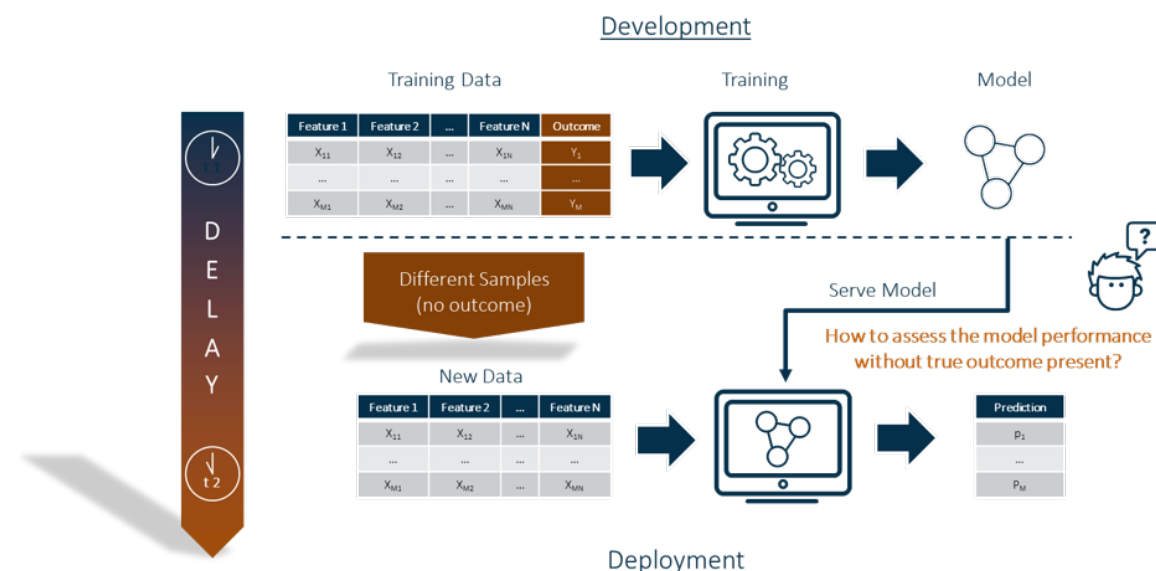 Development
Training Data
Training
Model
Feature 1 Feature 2 ... Feature N Outcome
X11 X12 ... X1N Y1
... ... ... ... ...
XM1 XM2 ... XMN YM
t 1
D
E
L
A
Y
t 2
?
Different Samples
(no outcome)
Serve Model
How to assess the model performance
without true outcome present?
New Data
Feature 1 Feature 2 ... Feature N
X11 X12 ... X1N
... ... ... ...
XM1 XM2 ... XMN
Prediction
p1
...
PM
Deployment